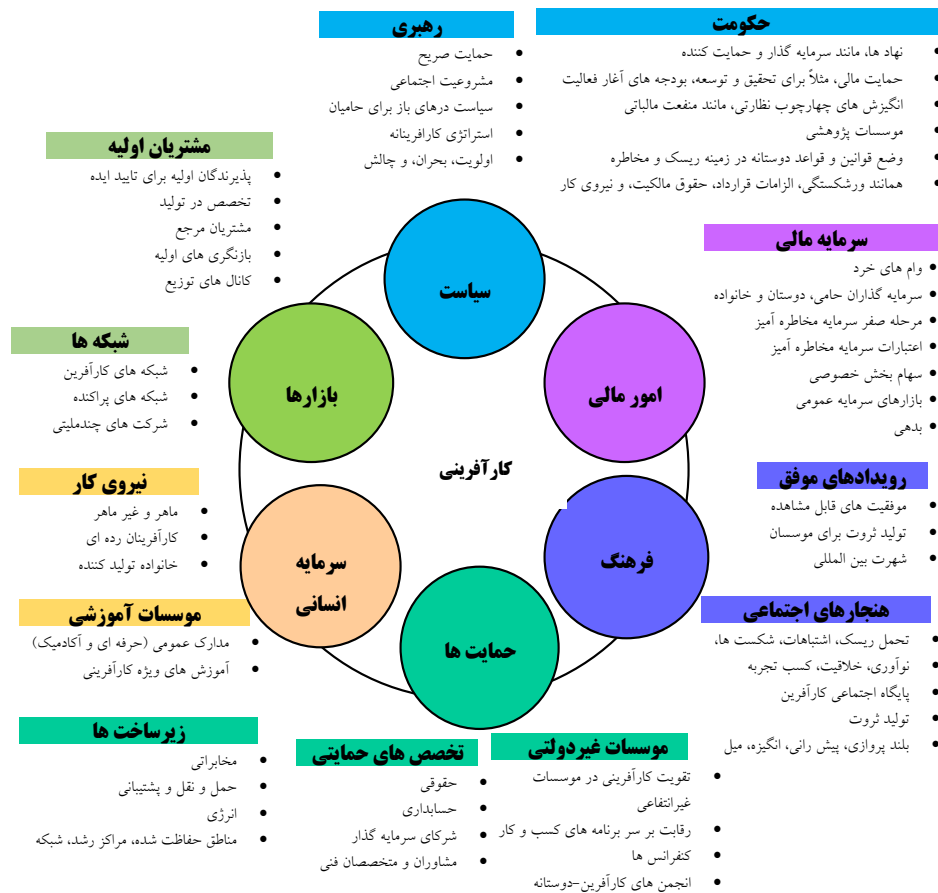 حکومت
نهاد ها، مانند سرمایه گذار و حمایت کننده
حمایت مالی، مثلاً برای تحقیق و توسعه، بودجه های آغاز فعالیت
انگیزش های چهارچوب نظارتی، مانند منفعت مالیاتی
موسسات پژوهشی
وضع قوانین و قواعد دوستانه در زمینه ریسک و مخاطره
همانند ورشکستگی، الزامات قرارداد، حقوق مالکیت، و نیروی کار
رهبری
حمایت صریح
مشروعیت اجتماعی
سیاست درهای باز برای حامیان
استراتژی کارافرینانه
اولویت، بحران، و چالش
مشتریان اولیه
پذیرندگان اولیه برای تایید ایده
تخصص در تولید
مشتریان مرجع
بازنگری های اولیه
کانال های توزیع
سرمایه مالی
وام های خرد
سرمایه گذاران حامی، دوستان و خانواده
مرحله صفر سرمایه مخاطره آمیز
اعتبارات سرمایه مخاطره آمیز
سهام بخش خصوصی
بازارهای سرمایه عمومی
بدهی
سیاست
امور مالی
بازارها
کارآفرینی
فرهنگ
سرمایه
انسانی
حمایت ها
شبکه ها
شبکه های کارآفرین
شبکه های پراکنده
شرکت های چندملیتی
رویدادهای موفق
موفقیت های قابل مشاهده
تولید ثروت برای موسسان
شهرت بین المللی
نیروی کار
ماهر و غیر ماهر
کارآفرینان رده ای
خانواده تولید کننده
هنجارهای اجتماعی
تحمل ریسک، اشتباهات، شکست ها،
نوآوری، خلاقیت، کسب تجربه
پایگاه اجتماعی کارآفرین
تولید ثروت
بلند پروازی، پیش رانی، انگیزه، میل
موسسات آموزشی
مدارک عمومی (حرفه ای و آکادمیک)
آموزش های ویژه کارآفرینی
موسسات غیردولتی
تقویت کارآفرینی در موسسات
غیرانتفاعی
رقابت بر سر برنامه های کسب و کار
کنفرانس ها
انجمن های کارآفرین-دوستانه
تخصص های حمایتی
حقوقی
حسابداری
شرکای سرمایه گذار
مشاوران و متخصصان فنی
زیرساخت ها
مخابراتی
حمل و نقل و پشتیبانی
انرژی
مناطق حفاظت شده، مراکز رشد، شبکه